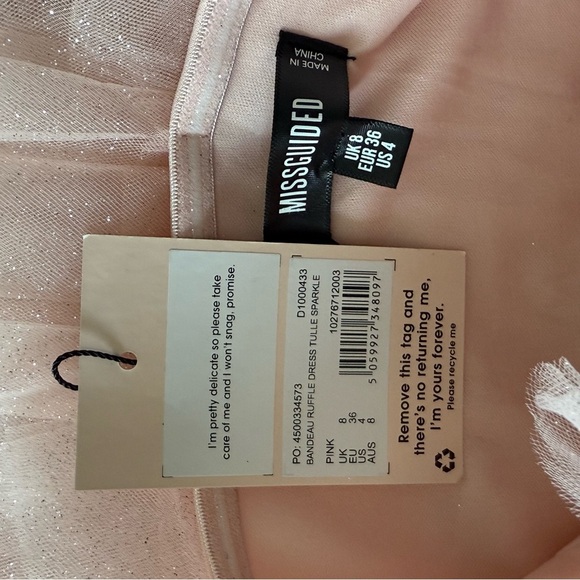 MADE IN
CHINA
MISSGUIDED
UK 8
EUR 36
US 4
I'm pretty delicate so please take
care of me and I won't snag, promise.
PO: 4500334573 D1000433
BANDEAU RUFFLE DRESS TULLE SPARKLE
PINK 10276712003
UK 8
EU 36
US 4
AUS 8
5 059927 348097
Remove this tag and
there's no returning me,
I'm yours forever.
Please recycle me